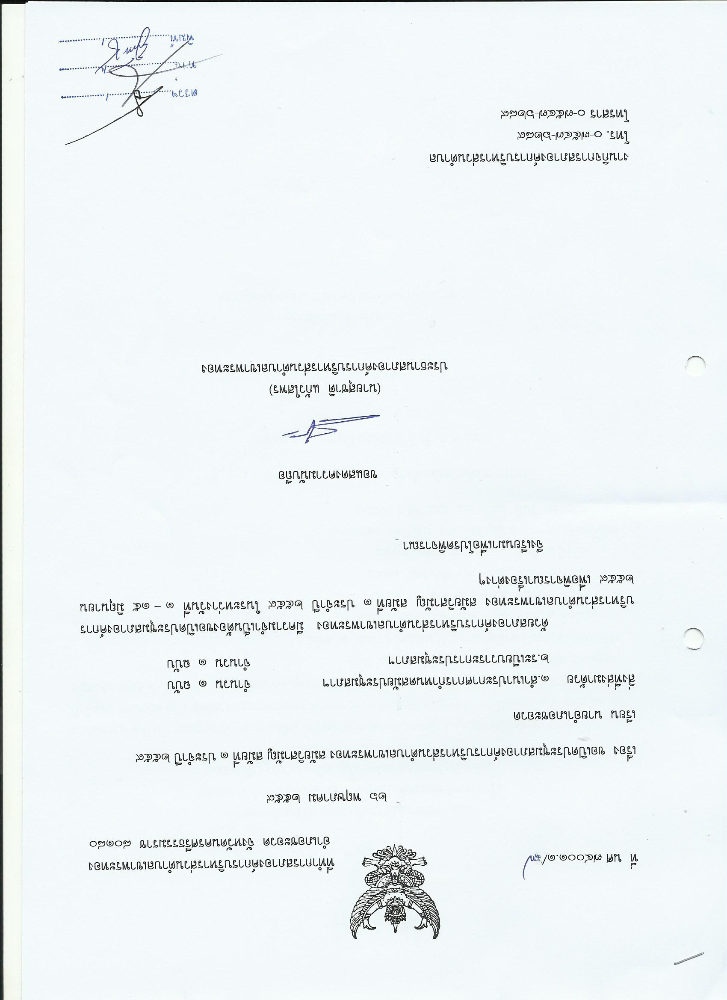 ที่ นศ ๗๔๐๐๑.๑/
ที่ทำการสภาองค์การบริหารส่วนตำบลเขาพระทอง
อำเภอชะอวด จังหวัดนครศรีธรรมราช ๘๐๑๘๐
๒๖ พฤษภาคม ๒๕๕๙
เรื่อง ขอเปิดประชุมสภาองค์การบริหารส่วนตำบลเขาพระทอง สมัยวิสามัญ สมัยที่ ๑ ประจำปี ๒๕๕๙
เรียน นายอำเภอชะอวด
สิ่งที่ส่งมาด้วย ๑.สำเนาประกาศการกำหนดสมัยประชุมสภาฯ จำนวน ๑ ฉบับ
๒.ระเบียบวาระการประชุมสภาฯ จำนวน ๑ ฉบับ
ด้วยสภาองค์การบริหารส่วนตำบลเขาพระทอง มีความจำเป็นต้องขอเปิดประชุมสภาองค์การ
บริหารส่วนตำบลเขาพระทอง สมัยวิสามัญ สมัยที่ ๑ ประจำปี ๒๕๕๙ ในระหว่างวันที่ ๑ – ๑๕ มิถุนายน
๒๕๕๙ เพื่อพิจารณาเรื่องต่างๆ
จึงเรียนมาเพื่อโปรดพิจารณา
ขอแสดงความนับถือ
(นายสุชาติ แก้วใสพร)
ประธานสภาองค์การบริหารส่วนตำบลเขาพระทอง
งานกิจการสภาองค์การบริหารส่วนตำบล
โทร. ๐-๓๕๔๗-๖๒๘๙
โทรสาร ๐-๓๕๔๗-๖๒๘๙
ตรวจ
ทาน
พิมพ์